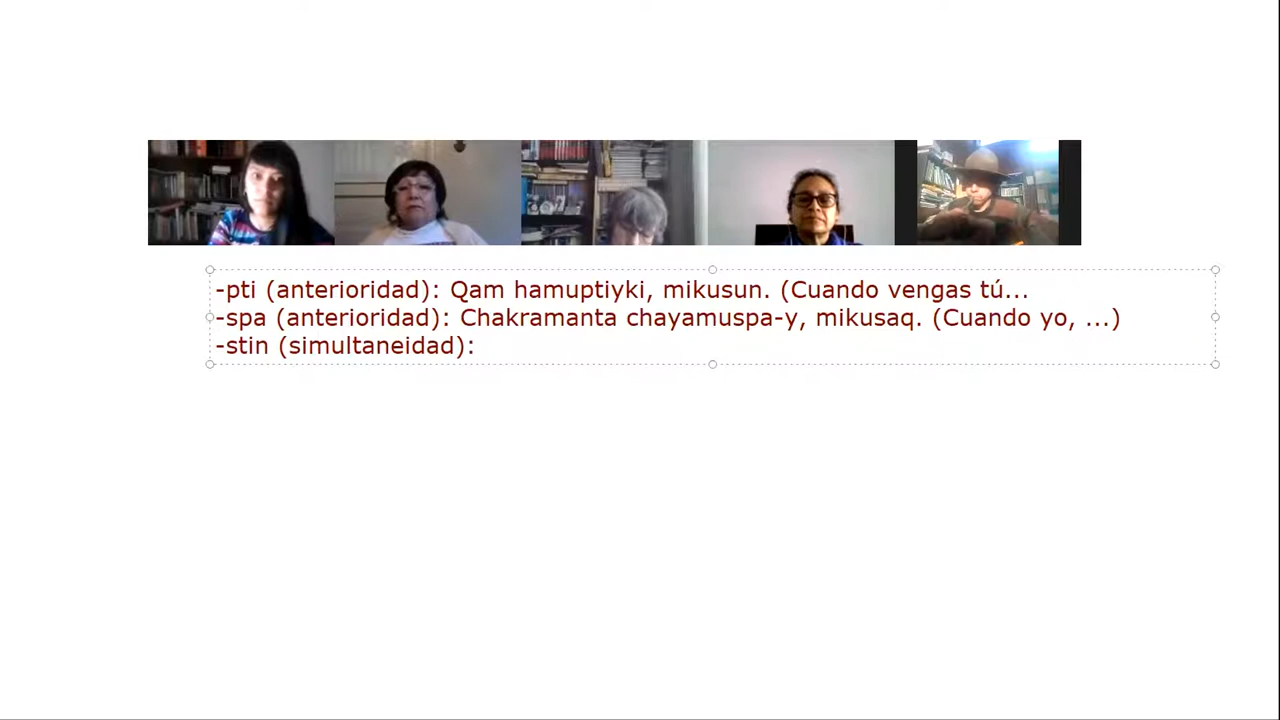 -pti (anterioridad): Qam hamuptiyki, mikusun. (Cuando vengas tú...
-spa (anterioridad): Chakramanta chayamuspa-y, mikusaq. (Cuando yo, ...)
-stin (simultaneidad):